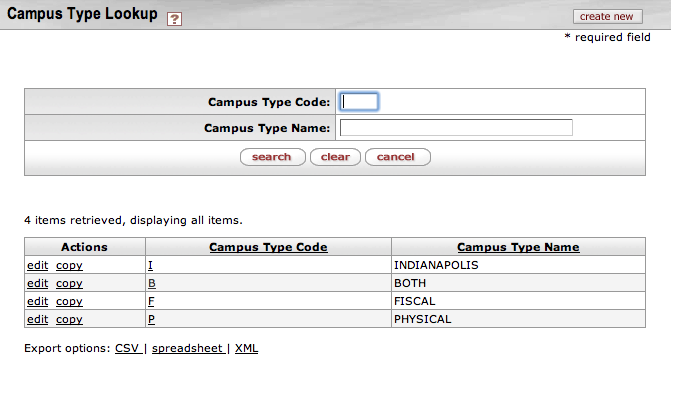 Campus Type Lookup ? create new
* required field
Campus Type Code:
Campus Type Name:
search clear cancel
4 items retrieved, displaying all items.
Actions Campus Type Code Campus Type Name
edit copy I INDIANAPOLIS
edit copy B BOTH
edit copy F FISCAL
edit copy P PHYSICAL
Export options: CSV | spreadsheet | XML